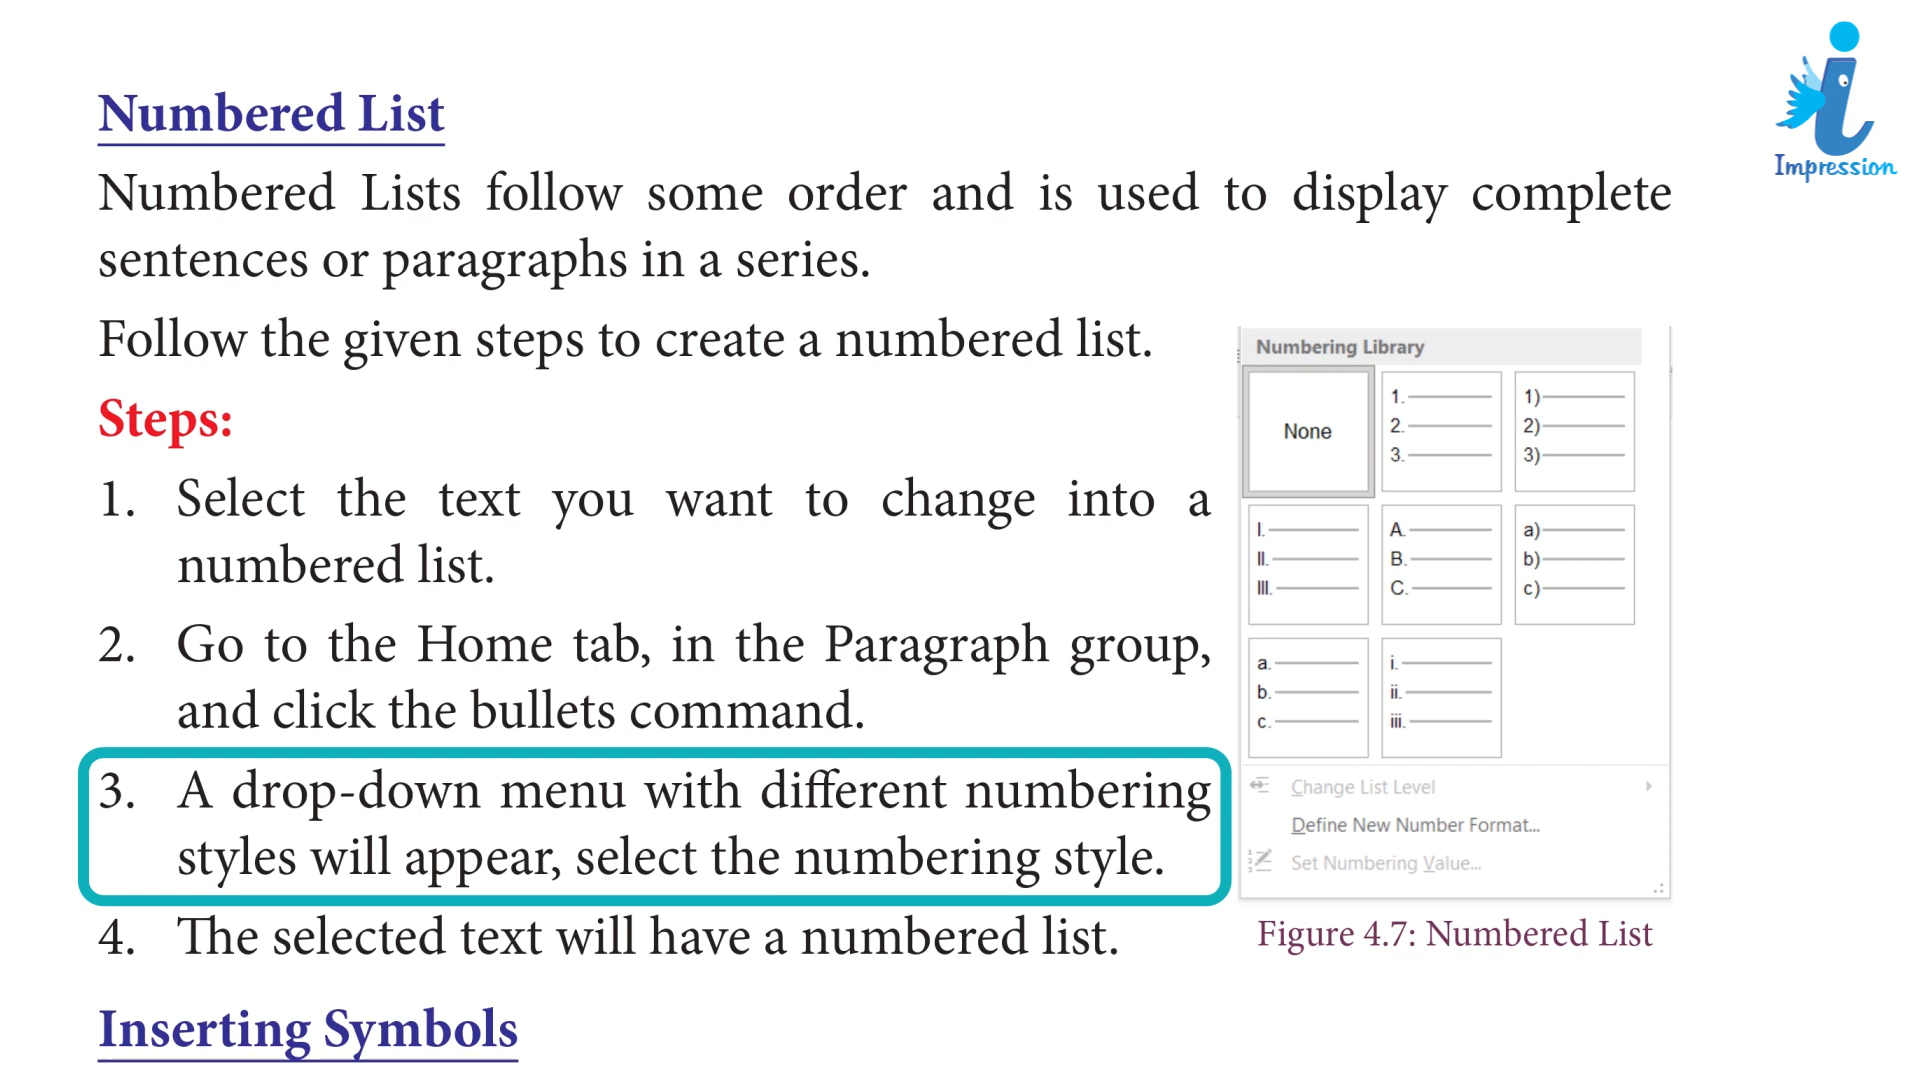 Impression
Numbered List
Numbered Lists follow some order and is used to display complete
sentences or paragraphs in a series.
Follow the given steps to create a numbered list.
Steps:
1. Select the text you want to change into a
numbered list.
2. Go to the Home tab, in the Paragraph group,
and click the bullets command.
3. A drop-down menu with different numbering
styles will appear, select the numbering style.
4. The selected text will have a numbered list.
Numbering Library
None
1.
2.
3.
1)
2)
3)
I.
II.
III.
A.
B.
C.
a)
b)
c)
a.
b.
c.
i.
ii.
iii.
Change List Level
Define New Number Format...
Set Numbering Value...
Figure 4.7: Numbered List
Inserting Symbols